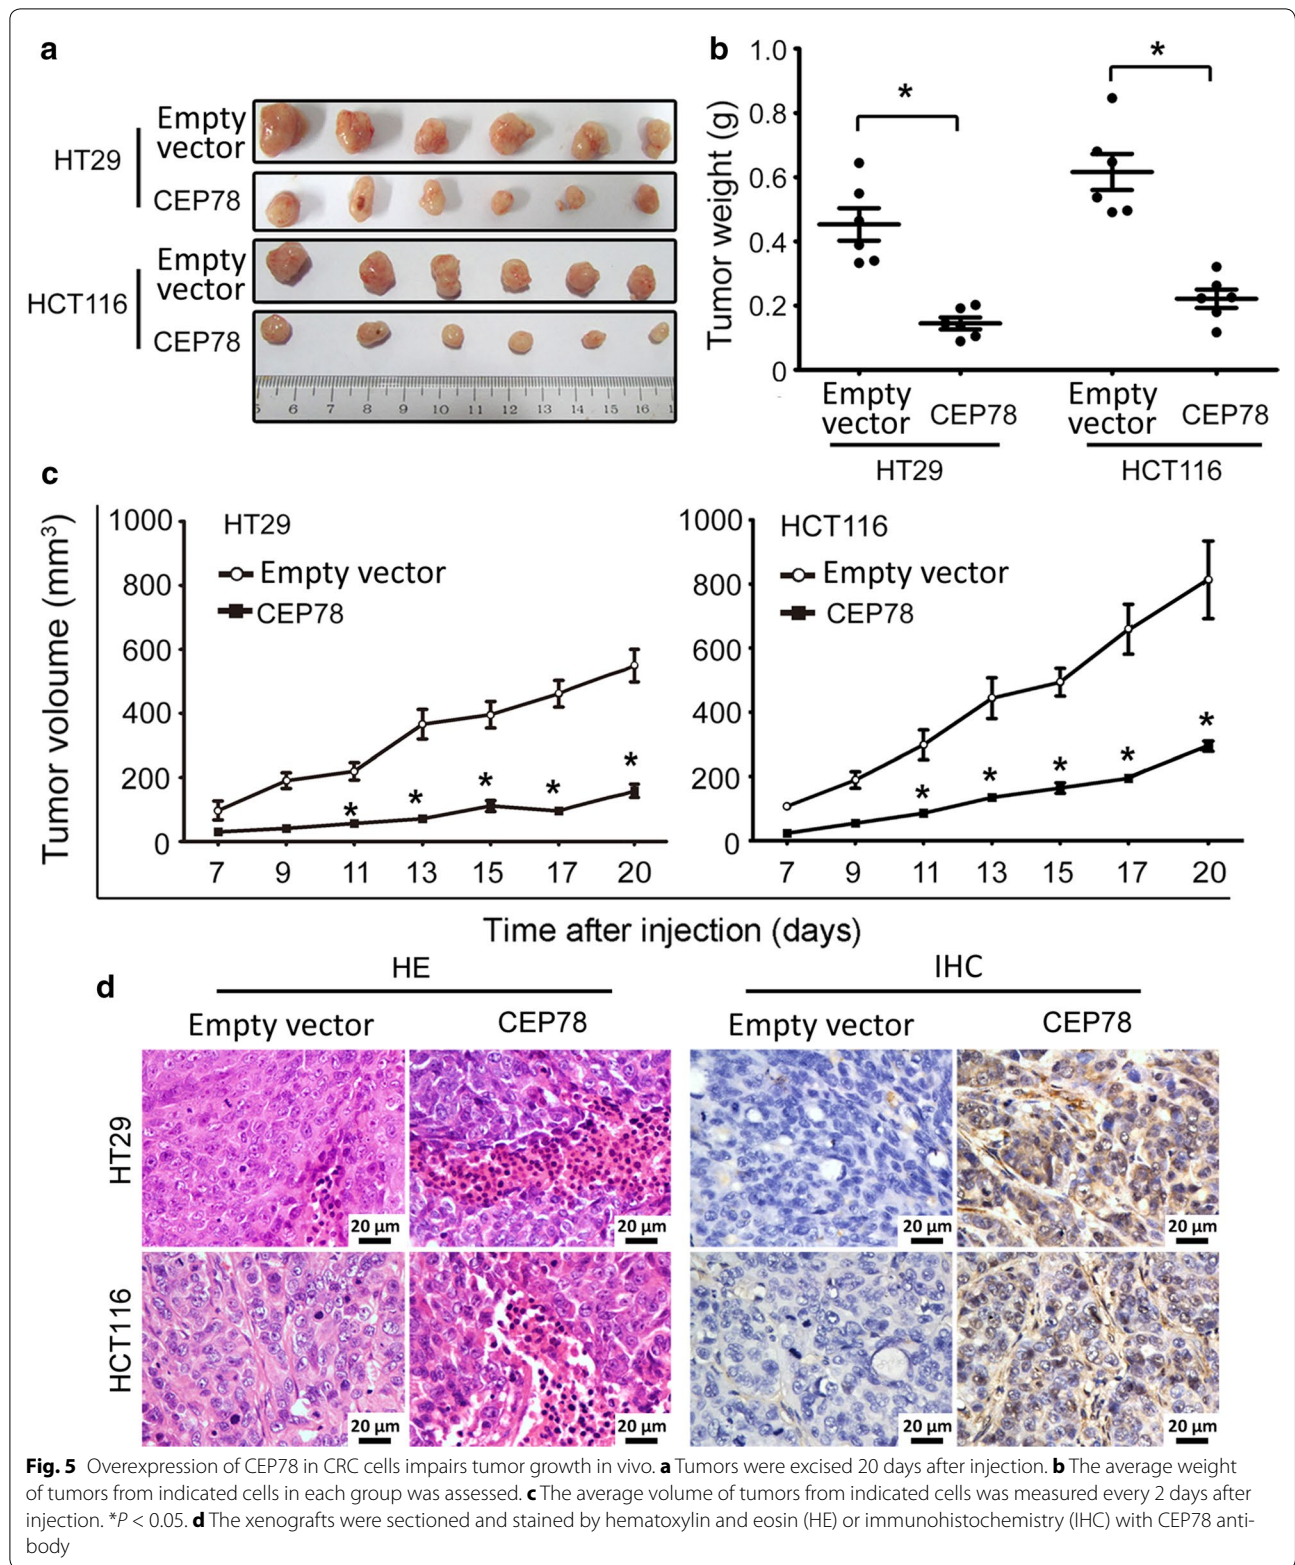 a
HT29
Empty
vector
CEP78
HCT116
Empty
vector
CEP78
5 6 7 8 9 10 11 12 13 14 15 16 1
b
Tumor weight (g)
1.0
0.8
0.6
0.4
0.2
0
*
*
Empty
vector
CEP78
Empty
vector
CEP78
HT29
HCT116
c
Tumor voloume (mm³)
1000
800
600
400
200
0
HT29
Empty vector
CEP78
* * * * *
7 9 11 13 15 17 20
1000
800
600
400
200
0
HCT116
Empty vector
CEP78
* * * * *
7 9 11 13 15 17 20
Time after injection (days)
d
HE
IHC
Empty vector CEP78 Empty vector CEP78
HT29
20 µm 20 µm 20 µm 20 µm
HCT116
20 µm 20 µm 20 µm 20 µm
Fig. 5 Overexpression of CEP78 in CRC cells impairs tumor growth in vivo. a Tumors were excised 20 days after injection. b The average weight
of tumors from indicated cells in each group was assessed. c The average volume of tumors from indicated cells was measured every 2 days after
injection. *P < 0.05. d The xenografts were sectioned and stained by hematoxylin and eosin (HE) or immunohistochemistry (IHC) with CEP78 anti-
body